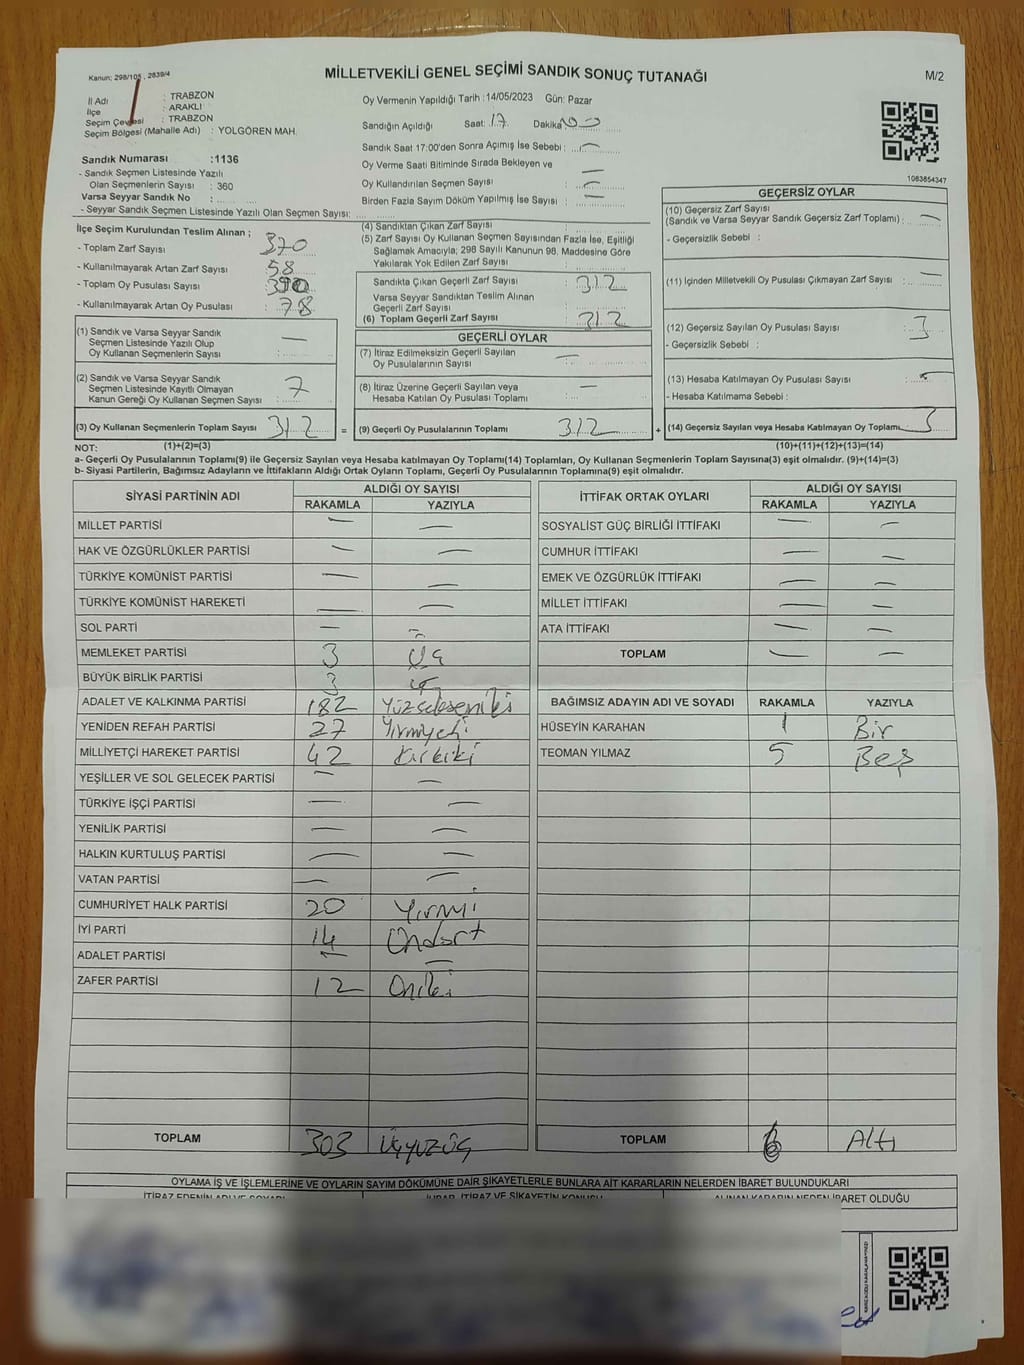 Kanun: 298/105 , 2839/4
MİLLETVEKİLİ GENEL SEÇİMİ SANDIK SONUÇ TUTANAĞI
M/2
İl Adı : TRABZON
İlçe : ARAKLI
Seçim Çevresi : TRABZON
Seçim Bölgesi (Mahalle Adı) : YOLGÖREN MAH.
Oy Vermenin Yapıldığı Tarih :14/05/2023 Gün: Pazar
Sandığın Açıldığı Saat: 17 Dakika 00
Sandık Saat 17:00'den Sonra Açımış İse Sebebi : —
Oy Verme Saati Bitiminde Sırada Bekleyen ve
Oy Kullandırılan Seçmen Sayısı : —
Birden Fazla Sayım Döküm Yapılmış İse Sayısı : —
1083854347
Sandık Numarası :1136
- Sandık Seçmen Listesinde Yazılı
Olan Seçmenlerin Sayısı : 360
Varsa Seyyar Sandık No :
- Seyyar Sandık Seçmen Listesinde Yazılı Olan Seçmen Sayısı:
İlçe Seçim Kurulundan Teslim Alınan ;
- Toplam Zarf Sayısı : 370
- Kullanılmayarak Artan Zarf Sayısı : 58
- Toplam Oy Pusulası Sayısı : 390
- Kullanılmayarak Artan Oy Pusulası : 78
(1) Sandık ve Varsa Seyyar Sandık
Seçmen Listesinde Yazılı Olup
Oy Kullanan Seçmenlerin Sayısı : —
(2) Sandık ve Varsa Seyyar Sandık
Seçmen Listesinde Kayıtlı Olmayan
Kanun Gereği Oy Kullanan Seçmen Sayısı : 7
(3) Oy Kullanan Seçmenlerin Toplam Sayısı : 312 =
(4) Sandıktan Çıkan Zarf Sayısı :
(5) Zarf Sayısı Oy Kullanan Seçmen Sayısından Fazla İse, Eşitliği
Sağlamak Amacıyla; 298 Sayılı Kanunun 98. Maddesine Göre
Yakılarak Yok Edilen Zarf Sayısı :
Sandıkta Çıkan Geçerli Zarf Sayısı : 312
Varsa Seyyar Sandıktan Teslim Alınan
Geçerli Zarf Sayısı :
(6) Toplam Geçerli Zarf Sayısı : 312
GEÇERLİ OYLAR
(7) İtiraz Edilmeksizin Geçerli Sayılan
Oy Pusulalarının Sayısı : —
(8) İtiraz Üzerine Geçerli Sayılan veya
Hesaba Katılan Oy Pusulası Toplamı : —
(9) Geçerli Oy Pusulalarının Toplamı : 312 +
GEÇERSİZ OYLAR
(10) Geçersiz Zarf Sayısı
(Sandık ve Varsa Seyyar Sandık Geçersiz Zarf Toplamı) : —
- Geçersizlik Sebebi :
(11) İçinden Milletvekili Oy Pusulası Çıkmayan Zarf Sayısı : —
(12) Geçersiz Sayılan Oy Pusulası Sayısı : 3
- Geçersizlik Sebebi :
(13) Hesaba Katılmayan Oy Pusulası Sayısı :
- Hesaba Katılmama Sebebi :
(14) Geçersiz Sayılan veya Hesaba Katılmayan Oy Toplamı 3
NOT: (1)+(2)=(3) (10)+(11)+(12)+(13)=(14)
a- Geçerli Oy Pusulalarının Toplamı(9) ile Geçersiz Sayılan veya Hesaba katılmayan Oy Toplamı(14) Toplamları, Oy Kullanan Seçmenlerin Toplam Sayısına(3) eşit olmalıdır. (9)+(14)=(3)
b- Siyasi Partilerin, Bağımsız Adayların ve İttifakların Aldığı Ortak Oyların Toplamı, Geçerli Oy Pusulalarının Toplamına(9) eşit olmalıdır.
SİYASİ PARTİNİN ADI ALDIĞI OY SAYISI
RAKAMLA YAZIYLA
MİLLET PARTİSİ — —
HAK VE ÖZGÜRLÜKLER PARTİSİ — —
TÜRKİYE KOMÜNİST PARTİSİ — —
TÜRKİYE KOMÜNİST HAREKETİ — —
SOL PARTİ — —
MEMLEKET PARTİSİ 3 Üç
BÜYÜK BİRLİK PARTİSİ 3 üç
ADALET VE KALKINMA PARTİSİ 182 Yüzsekseniki
YENİDEN REFAH PARTİSİ 27 Yirmiyedi
MİLLİYETÇİ HAREKET PARTİSİ 42 Kırkiki
YEŞİLLER VE SOL GELECEK PARTİSİ — —
TÜRKİYE İŞÇİ PARTİSİ — —
YENİLİK PARTİSİ — —
HALKIN KURTULUŞ PARTİSİ — —
VATAN PARTİSİ — —
CUMHURİYET HALK PARTİSİ 20 Yirmi
İYİ PARTİ 14 Ondört
ADALET PARTİSİ — —
ZAFER PARTİSİ 12 Oniki
TOPLAM 303 Üçyüzüç
İTTİFAK ORTAK OYLARI ALDIĞI OY SAYISI
RAKAMLA YAZIYLA
SOSYALİST GÜÇ BİRLİĞİ İTTİFAKI — —
CUMHUR İTTİFAKI — —
EMEK VE ÖZGÜRLÜK İTTİFAKI — —
MİLLET İTTİFAKI — —
ATA İTTİFAKI — —
TOPLAM — —
BAĞIMSIZ ADAYIN ADI VE SOYADI RAKAMLA YAZIYLA
HÜSEYİN KARAHAN 1 Bir
TEOMAN YILMAZ 5 Beş
TOPLAM 6 Altı
OYLAMA İŞ VE İŞLEMLERİNE VE OYLARIN SAYIM DÖKÜMÜNE DAİR ŞİKAYETLERLE BUNLARA AİT KARARLARIN NELERDEN İBARET BULUNDUKLARI
İTİRAZ EDENİN ADI VE SOYADI İHBAR, İTİRAZ VE ŞİKAYETİN KONUSU ALINAN KARARIN NEDEN İBARET OLDUĞU